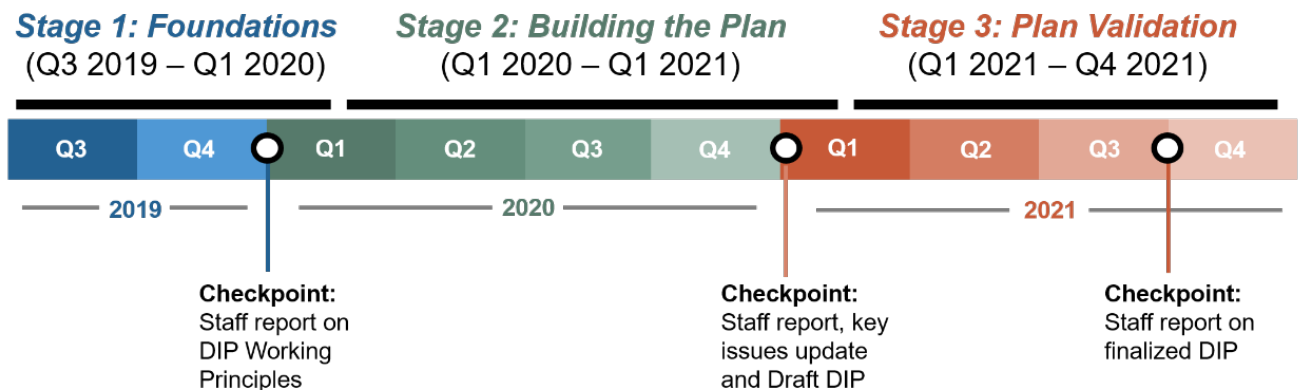 Stage 1: Foundations
(Q3 2019 – Q1 2020)
Stage 2: Building the Plan
(Q1 2020 – Q1 2021)
Stage 3: Plan Validation
(Q1 2021 – Q4 2021)
Q3
Q4
Q1
Q2
Q3
Q4
Q1
Q2
Q3
Q4
2019
2020
2021
Checkpoint:
Staff report on
DIP Working
Principles
Checkpoint:
Staff report, key
issues update
and Draft DIP
Checkpoint:
Staff report on
finalized DIP